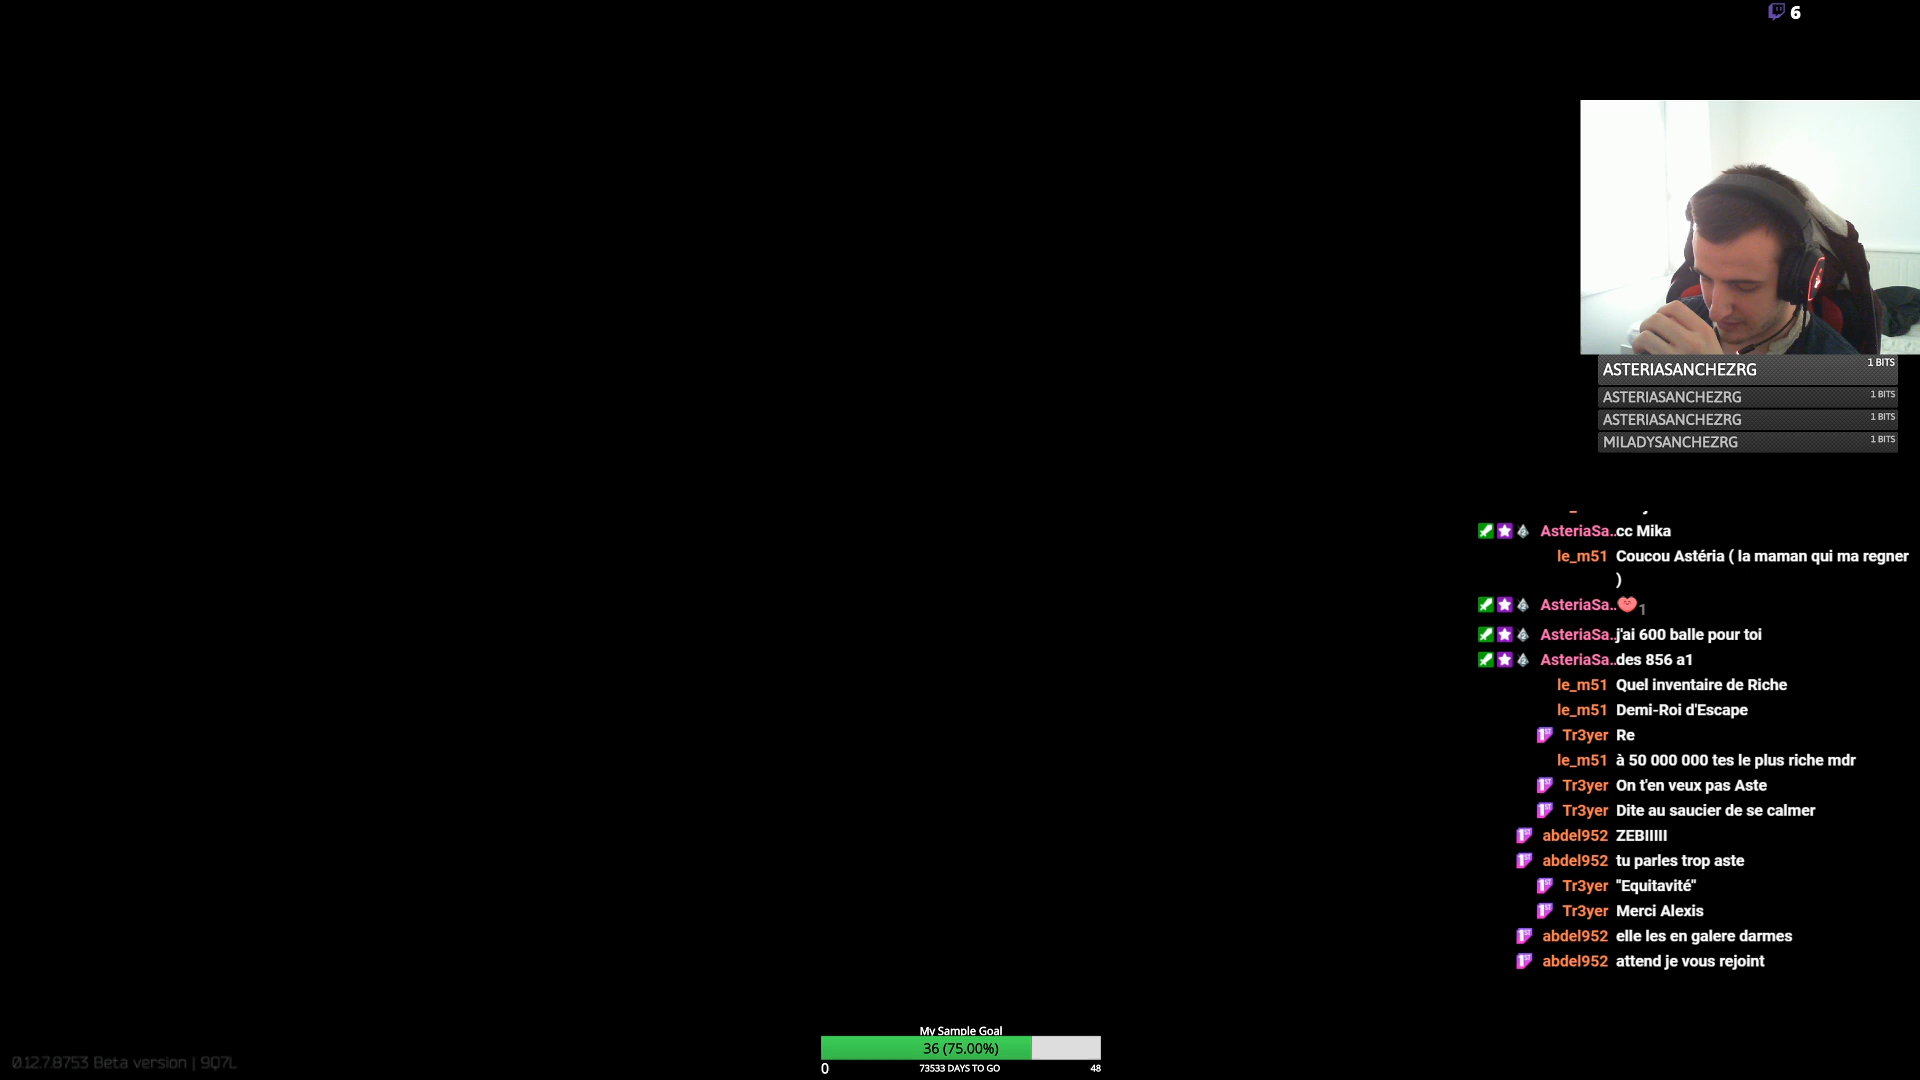 6
ASTERIASANCHEZRG 1 BITS
ASTERIASANCHEZRG 1 BITS
ASTERIASANCHEZRG 1 BITS
MILADYSANCHEZRG 1 BITS
AsteriaSa.. cc Mika
le_m51 Coucou Astéria ( la maman qui ma regner
)
AsteriaSa.. 1
AsteriaSa.. j'ai 600 balle pour toi
AsteriaSa.. des 856 a1
le_m51 Quel inventaire de Riche
le_m51 Demi-Roi d'Escape
Tr3yer Re
le_m51 à 50 000 000 tes le plus riche mdr
Tr3yer On t'en veux pas Aste
Tr3yer Dite au saucier de se calmer
abdel952 ZEBIIIII
abdel952 tu parles trop aste
Tr3yer "Equitavité"
Tr3yer Merci Alexis
abdel952 elle les en galere darmes
abdel952 attend je vous rejoint
My Sample Goal
36 (75.00%)
0 73533 DAYS TO GO 48
0.12.7.8753 Beta version | 9Q7L